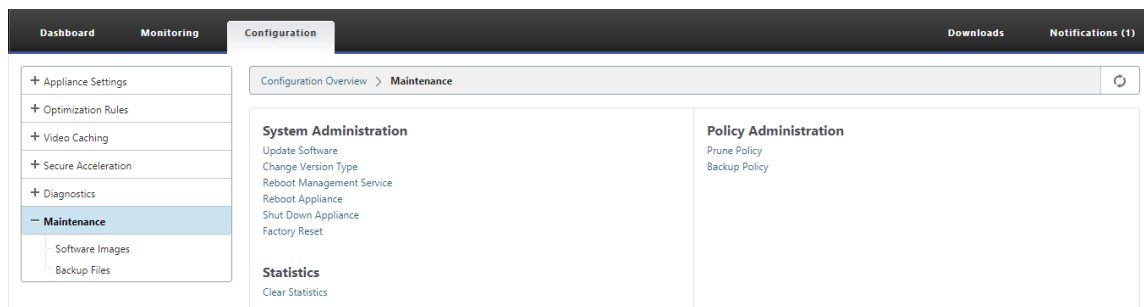 Dashboard Monitoring Configuration Downloads Notifications (1)
+ Appliance Settings
+ Optimization Rules
+ Video Caching
+ Secure Acceleration
+ Diagnostics
− Maintenance
Software Images
Backup Files
Configuration Overview > Maintenance
System Administration
Update Software
Change Version Type
Reboot Management Service
Reboot Appliance
Shut Down Appliance
Factory Reset
Statistics
Clear Statistics
Policy Administration
Prune Policy
Backup Policy